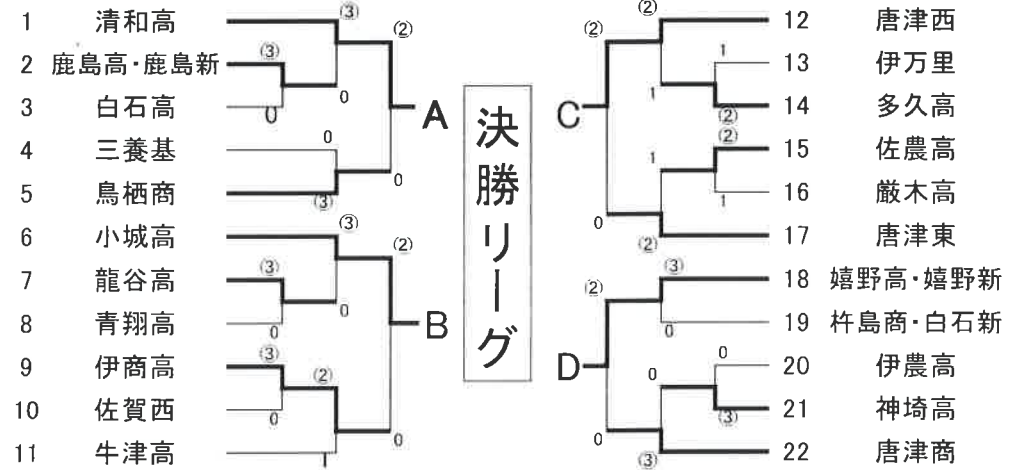 1 清和高
2 鹿島高・鹿島新
3 白石高
4 三養基
5 鳥栖商
6 小城高
7 龍谷高
8 青翔高
9 伊商高
10 佐賀西
11 牛津高
③
②
③
0
0
A
0
0
③
③
②
③
0
0
B
③
②
0
0
1
決勝リーグ
②
②
1
1
②
C
②
1
1
0
②
③
②
0
D
0
0
③
0
③
12 唐津西
13 伊万里
14 多久高
15 佐農高
16 厳木高
17 唐津東
18 嬉野高・嬉野新
19 杵島商・白石新
20 伊農高
21 神埼高
22 唐津商